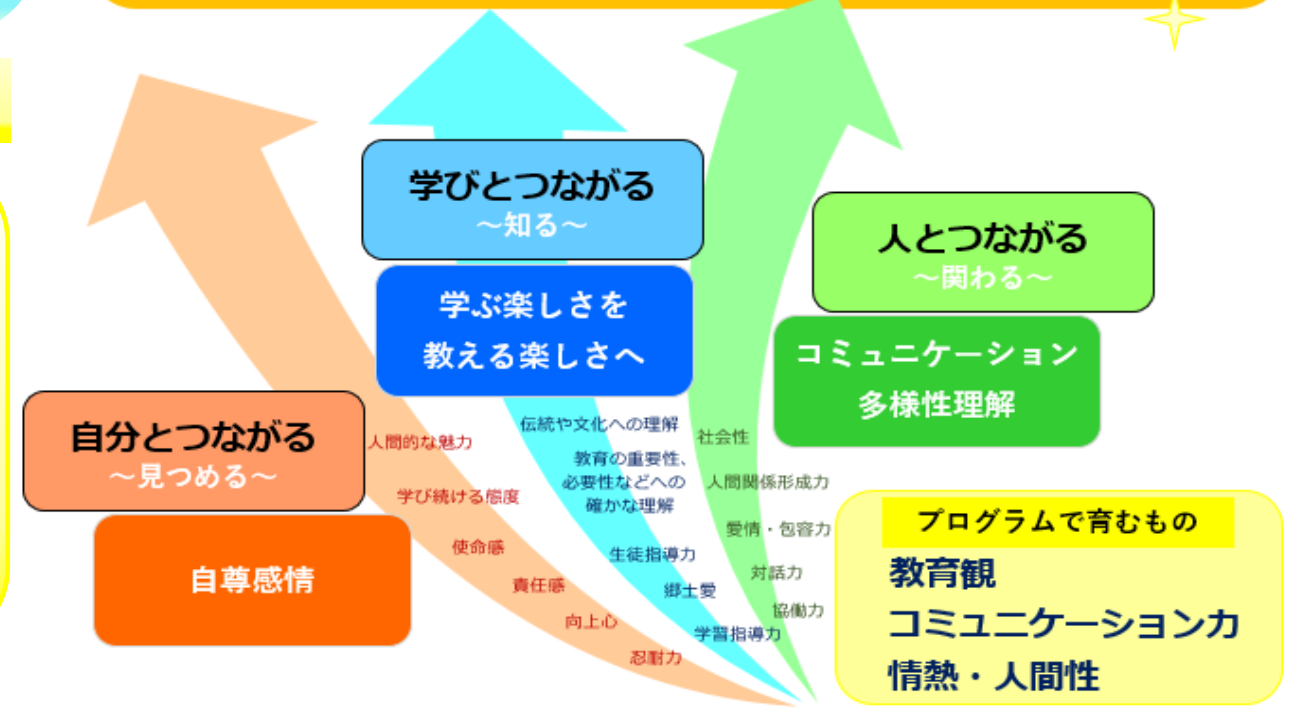 学びとつながる
～知る～
学ぶ楽しさを
教える楽しさへ
人とつながる
～関わる～
コミュニケーション
多様性理解
自分とつながる
～見つめる～
自尊感情
人間的な魅力
学び続ける態度
使命感
責任感
向上心
忍耐力
伝統や文化への理解
教育の重要性、
必要性などへの
確かな理解
生徒指導力
郷土愛
学習指導力
社会性
人間関係形成力
愛情・包容力
対話力
協働力
プログラムで育むもの
教育観
コミュニケーション力
情熱・人間性